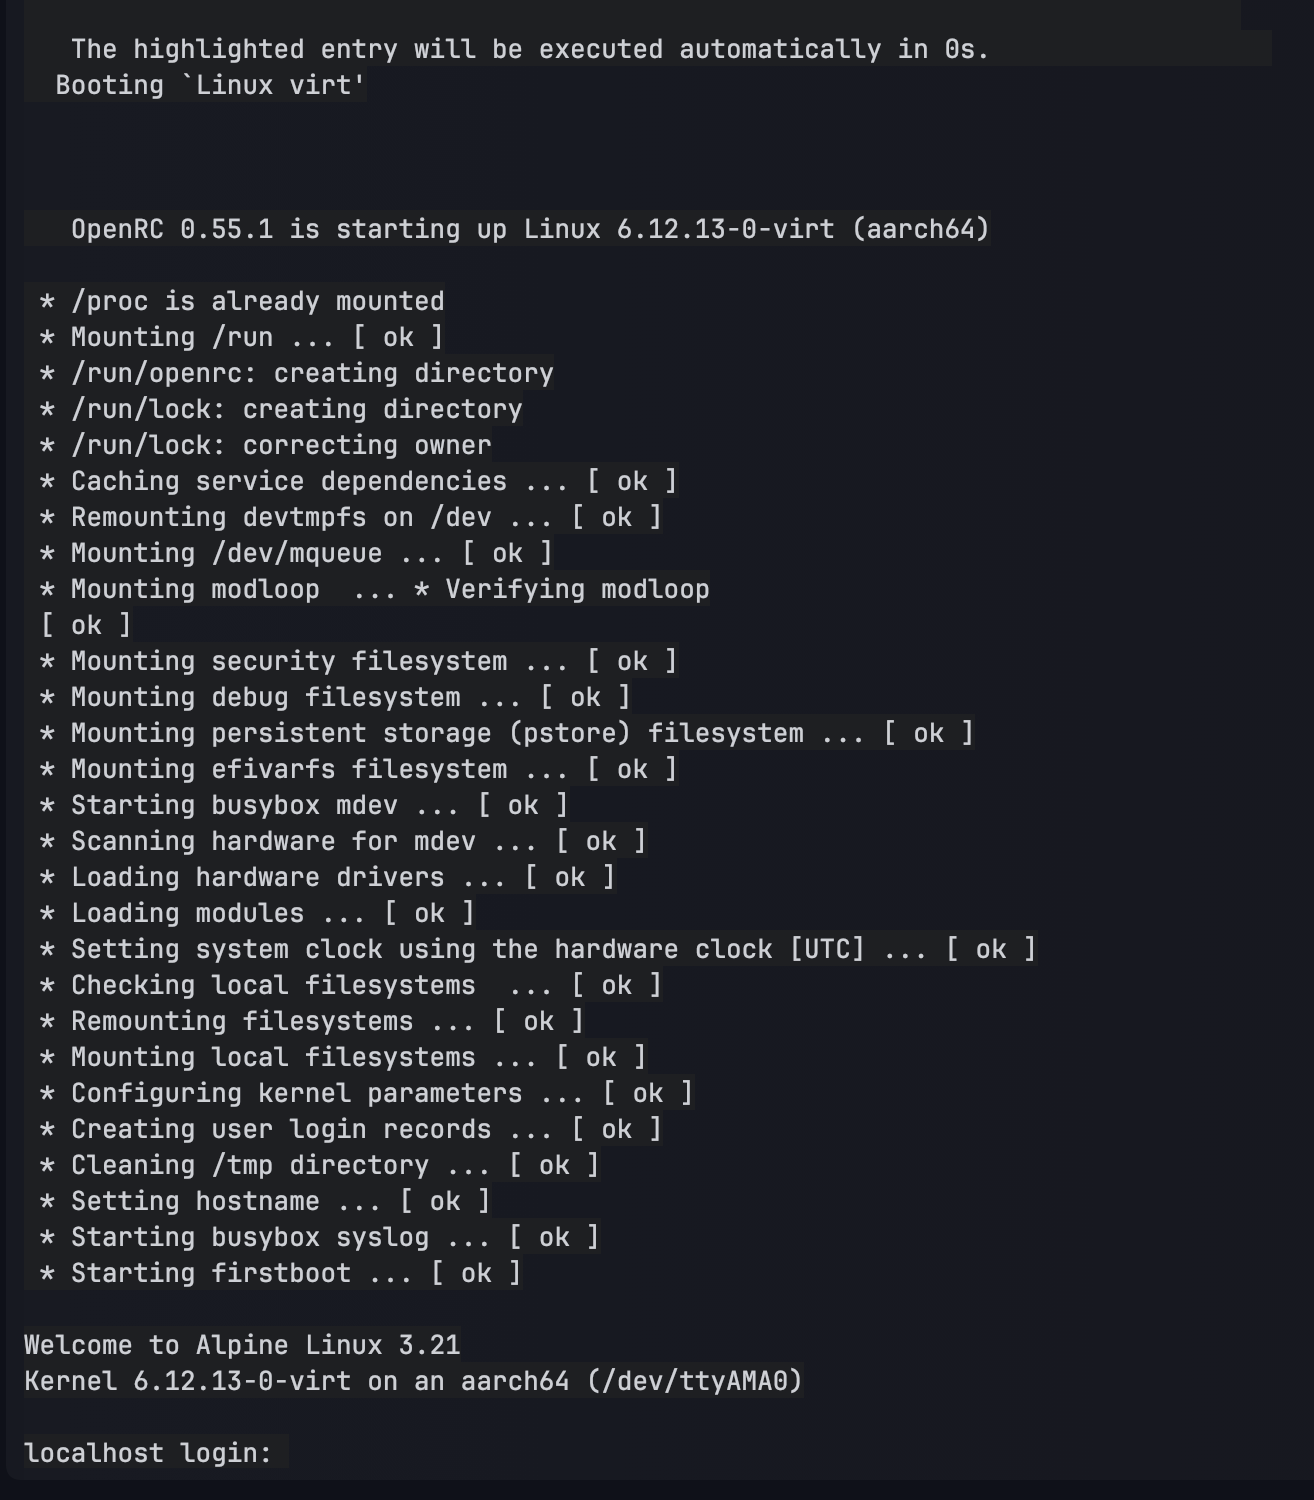 The highlighted entry will be executed automatically in 0s.
Booting `Linux virt'
OpenRC 0.55.1 is starting up Linux 6.12.13-0-virt (aarch64)
* /proc is already mounted
* Mounting /run ... [ ok ]
* /run/openrc: creating directory
* /run/lock: creating directory
* /run/lock: correcting owner
* Caching service dependencies ... [ ok ]
* Remounting devtmpfs on /dev ... [ ok ]
* Mounting /dev/mqueue ... [ ok ]
* Mounting modloop  ... * Verifying modloop
[ ok ]
* Mounting security filesystem ... [ ok ]
* Mounting debug filesystem ... [ ok ]
* Mounting persistent storage (pstore) filesystem ... [ ok ]
* Mounting efivarfs filesystem ... [ ok ]
* Starting busybox mdev ... [ ok ]
* Scanning hardware for mdev ... [ ok ]
* Loading hardware drivers ... [ ok ]
* Loading modules ... [ ok ]
* Setting system clock using the hardware clock [UTC] ... [ ok ]
* Checking local filesystems  ... [ ok ]
* Remounting filesystems ... [ ok ]
* Mounting local filesystems ... [ ok ]
* Configuring kernel parameters ... [ ok ]
* Creating user login records ... [ ok ]
* Cleaning /tmp directory ... [ ok ]
* Setting hostname ... [ ok ]
* Starting busybox syslog ... [ ok ]
* Starting firstboot ... [ ok ]
Welcome to Alpine Linux 3.21
Kernel 6.12.13-0-virt on an aarch64 (/dev/ttyAMA0)
localhost login: